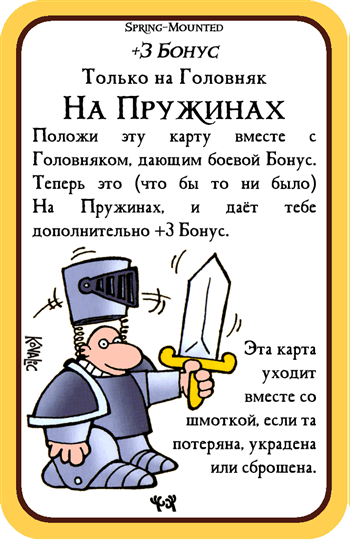 Spring-Mounted
+3 Бонус
Только на Головняк
На Пружинах
Положи эту карту вместе с
Головняком, дающим боевой Бонус.
Теперь это (что бы то ни было)
На Пружинах, и даёт тебе
дополнительно +3 Бонус.
Kovalic
Эта карта
уходит
вместе со
шмоткой, если та
потеряна, украдена
или сброшена.